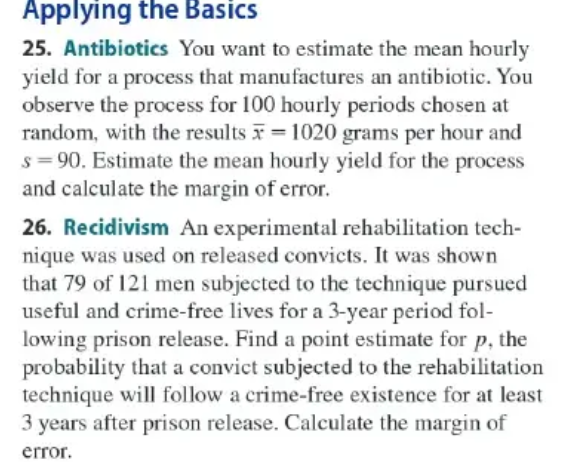 Applying the Basics
25. Antibiotics You want to estimate the mean hourly
yield for a process that manufactures an antibiotic. You
observe the process for 100 hourly periods chosen at
random, with the results x̄ = 1020 grams per hour and
s = 90. Estimate the mean hourly yield for the process
and calculate the margin of error.
26. Recidivism An experimental rehabilitation tech-
nique was used on released convicts. It was shown
that 79 of 121 men subjected to the technique pursued
useful and crime-free lives for a 3-year period fol-
lowing prison release. Find a point estimate for p, the
probability that a convict subjected to the rehabilitation
technique will follow a crime-free existence for at least
3 years after prison release. Calculate the margin of
error.